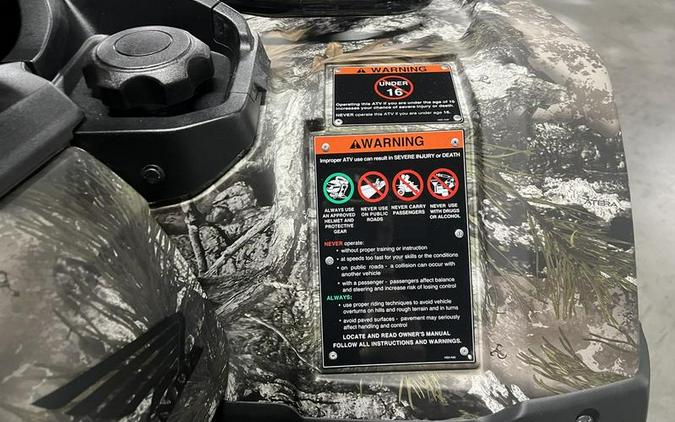 WARNING
UNDER
16
Operating this ATV if you are under the age of 16
increases your chance of severe injury or death.
NEVER operate this ATV if you are under age 16.
WARNING
Improper ATV use can result in SEVERE INJURY or DEATH
ALWAYS USE
AN APPROVED
HELMET AND
PROTECTIVE
GEAR
NEVER USE
ON PUBLIC
ROADS
NEVER CARRY
PASSENGERS
NEVER USE
WITH DRUGS
OR ALCOHOL
NEVER operate:
• without proper training or instruction
• at speeds too fast for your skills or the conditions
• on public roads - a collision can occur with
another vehicle
• with a passenger - passengers affect balance
and steering and increase risk of losing control
ALWAYS:
• use proper riding techniques to avoid vehicle
overturns on hills and rough terrain and in turns
• avoid paved surfaces - pavement may seriously
affect handling and control
LOCATE AND READ OWNER'S MANUAL
FOLLOW ALL INSTRUCTIONS AND WARNINGS.